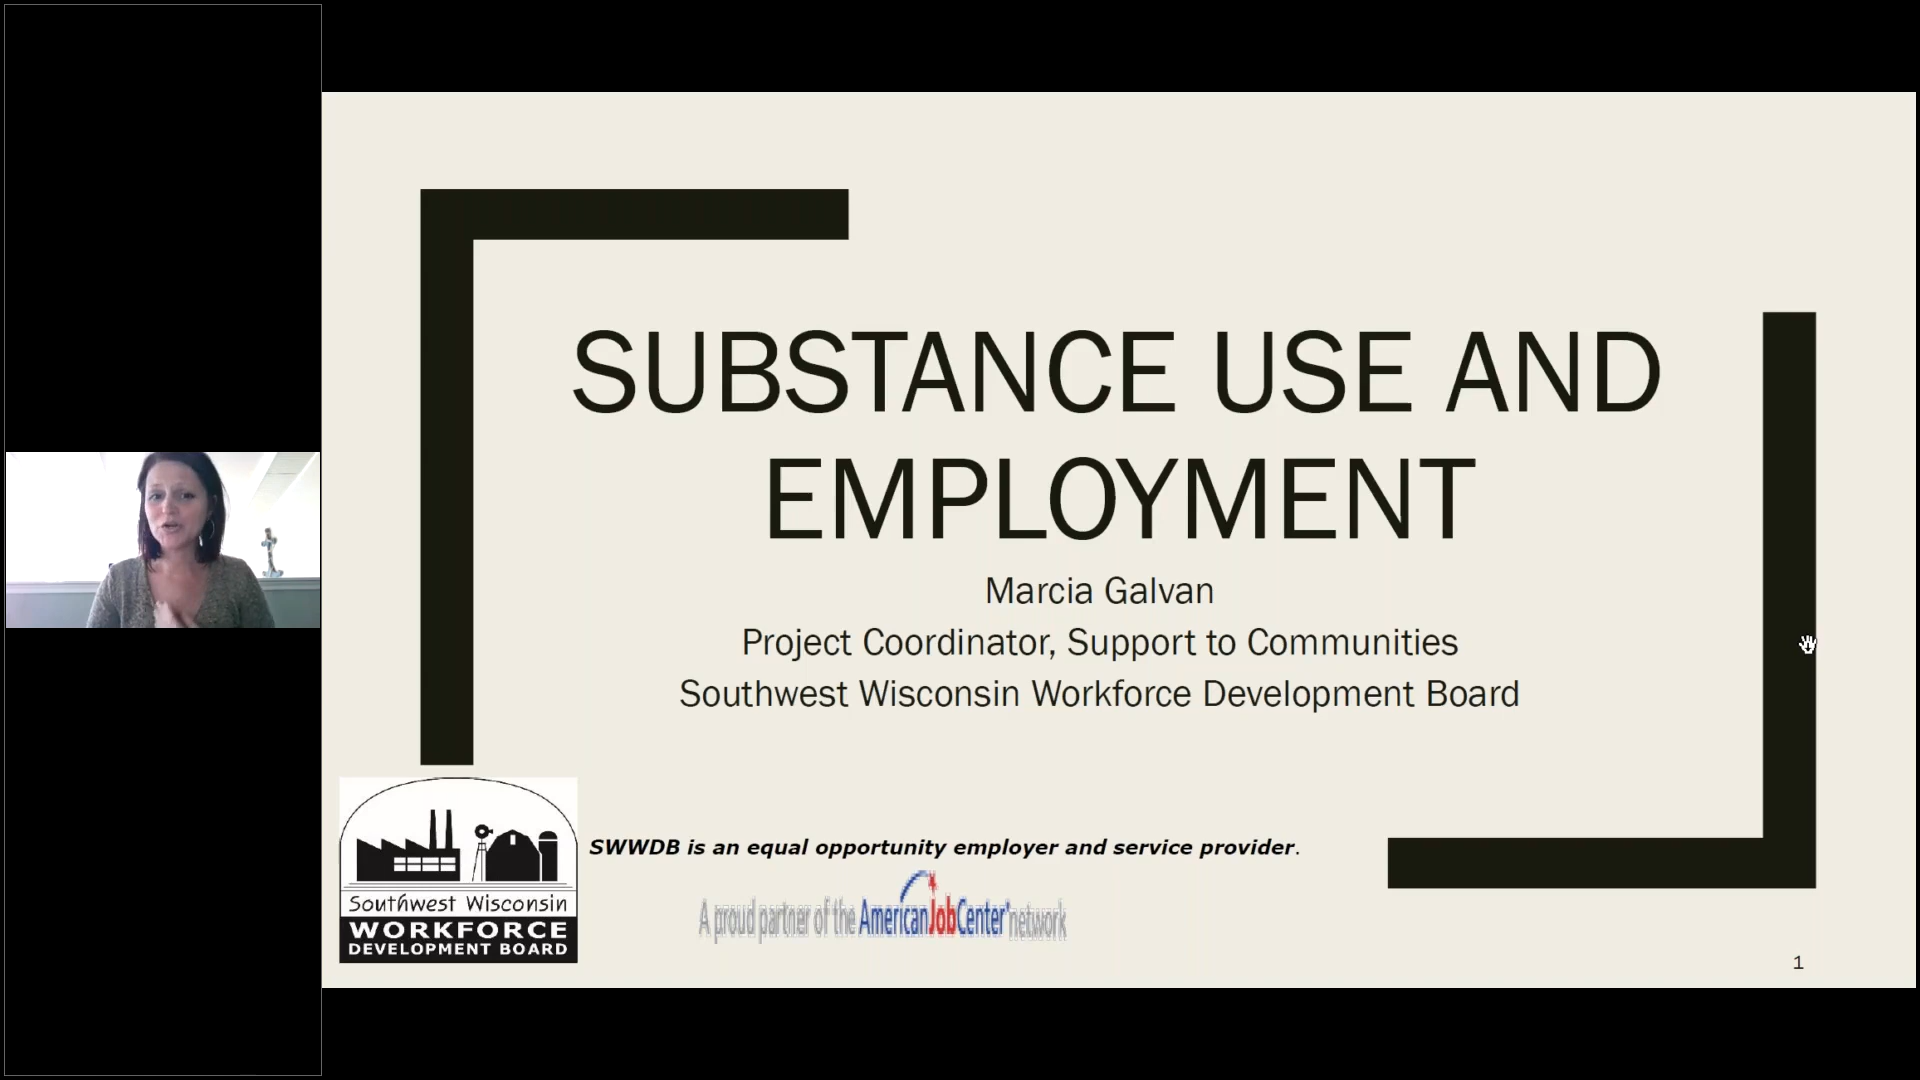 SUBSTANCE USE AND
EMPLOYMENT
Marcia Galvan
Project Coordinator, Support to Communities
Southwest Wisconsin Workforce Development Board
SWWDB is an equal opportunity employer and service provider.
Southwest Wisconsin
WORKFORCE
DEVELOPMENT BOARD
A proud partner of the AmericanJobCenter® network
1